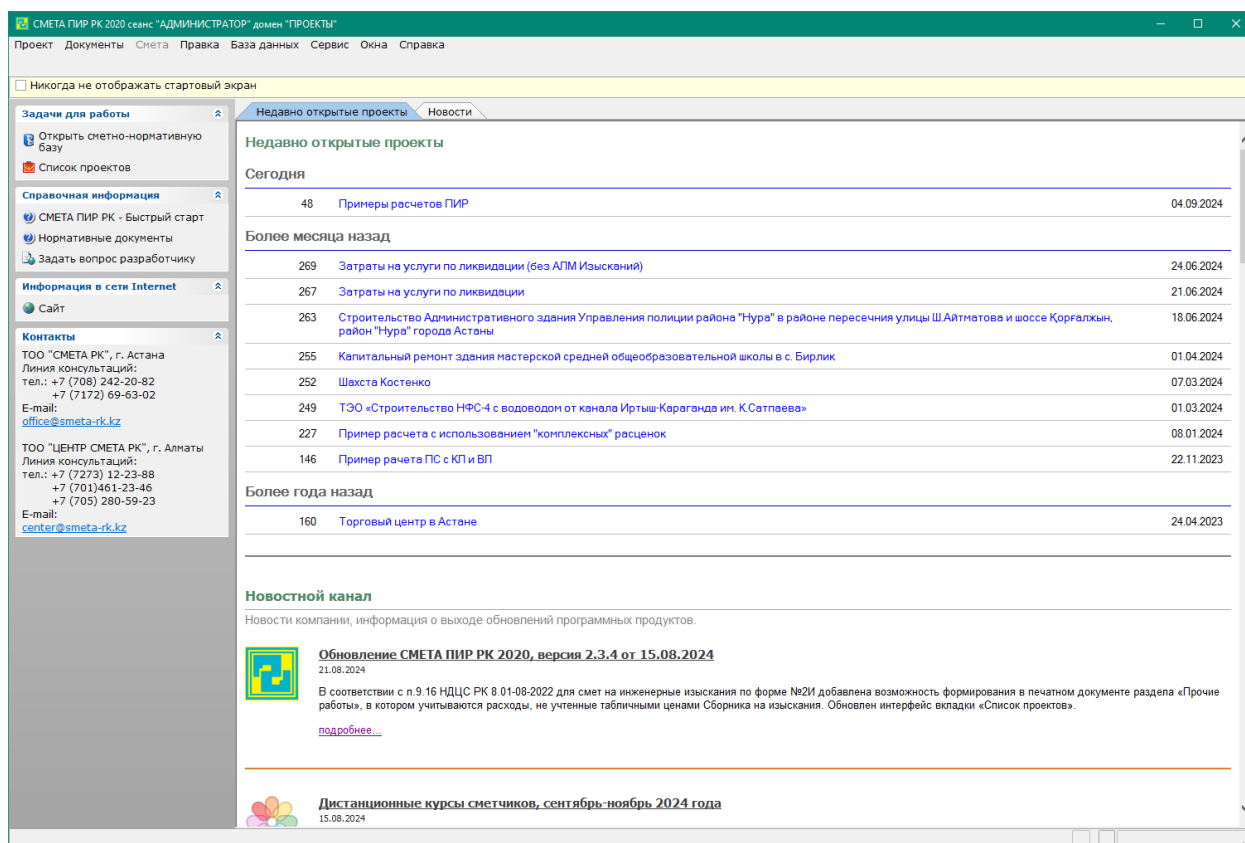 СМЕТА ПИР РК 2020 сеанс "АДМИНИСТРАТОР" домен "ПРОЕКТЫ"
Проект Документы Смета Правка База данных Сервис Окна Справка
Никогда не отображать стартовый экран
Задачи для работы
Открыть сметно-нормативную
базу
Список проектов
Справочная информация
СМЕТА ПИР РК - Быстрый старт
Нормативные документы
Задать вопрос разработчику
Информация в сети Internet
Сайт
Контакты
ТОО "СМЕТА РК", г. Астана
Линия консультаций:
тел.: +7 (708) 242-20-82
+7 (7172) 69-63-02
E-mail:
office@smeta-rk.kz
ТОО "ЦЕНТР СМЕТА РК", г. Алматы
Линия консультаций:
тел.: +7 (7273) 12-23-88
+7 (701)461-23-46
+7 (705) 280-59-23
E-mail:
center@smeta-rk.kz
Недавно открытые проекты Новости
Недавно открытые проекты
Сегодня
48 Примеры расчетов ПИР 04.09.2024
Более месяца назад
269 Затраты на услуги по ликвидации (без АПМ Изысканий) 24.06.2024
267 Затраты на услуги по ликвидации 21.06.2024
263 Строительство Административного здания Управления полиции района "Нура" в районе пересечния улицы Ш.Айтматова и шоссе Қорғалжын, 18.06.2024
район "Нура" города Астаны
255 Капитальный ремонт здания мастерской средней общеобразовательной школы в с. Бирлик 01.04.2024
252 Шахста Костенко 07.03.2024
249 ТЭО «Строительство НФС-4 с водоводом от канала Иртыш-Караганда им. К.Сатпаева» 01.03.2024
227 Пример расчета с использованием "комплексных" расценок 08.01.2024
146 Пример рачета ПС с КП и ВП 22.11.2023
Более года назад
160 Торговый центр в Астане 24.04.2023
Новостной канал
Новости компании, информация о выходе обновлений программных продуктов.
Обновление СМЕТА ПИР РК 2020, версия 2.3.4 от 15.08.2024
21.08.2024
В соответствии с п.9.16 НДЦС РК 8.01-08-2022 для смет на инженерные изыскания по форме №2И добавлена возможность формирования в печатном документе раздела «Прочие
работы», в котором учитываются расходы, не учтенные табличными ценами Сборника на изыскания. Обновлен интерфейс вкладки «Список проектов».
подробнее...
Дистанционные курсы сметчиков, сентябрь-ноябрь 2024 года
15.08.2024